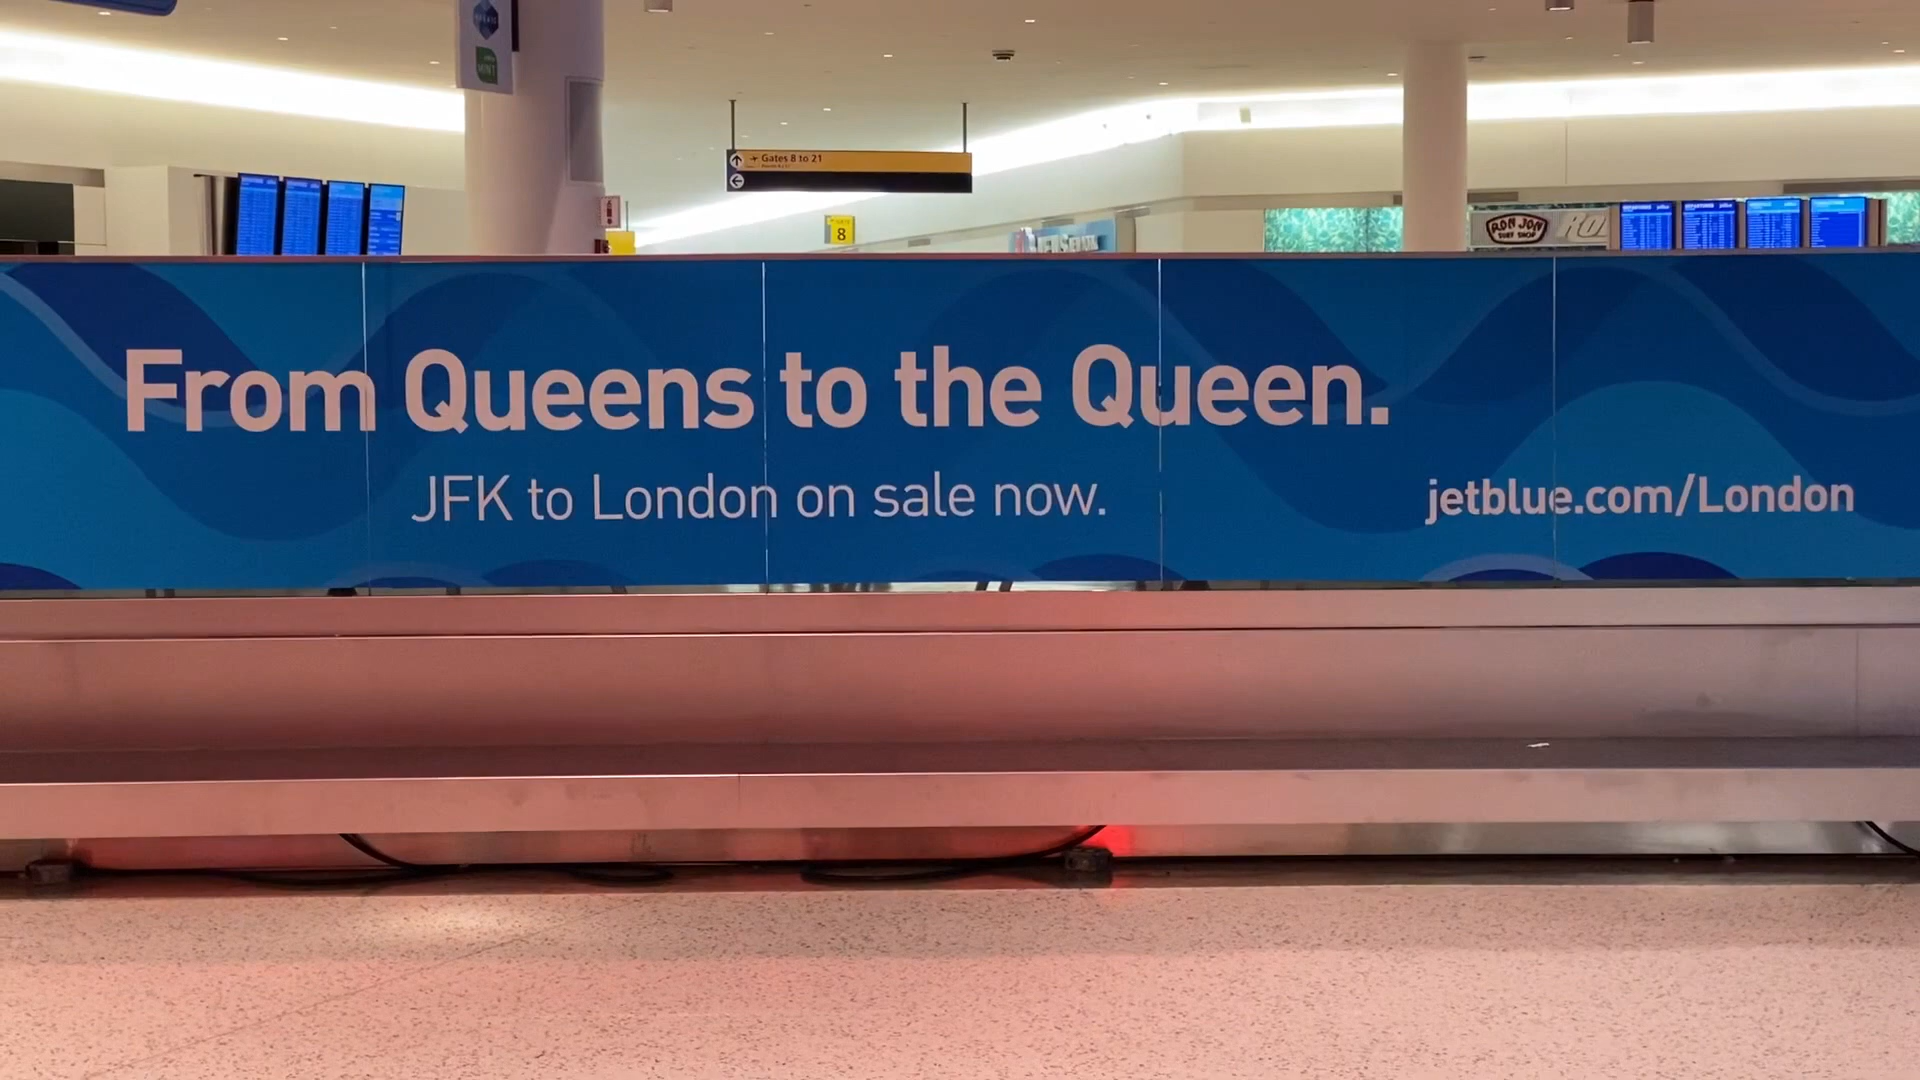 MINT
Gates 8 to 21
8
RON JON
SURF SHOP
From Queens to the Queen.
JFK to London on sale now.
jetblue.com/London